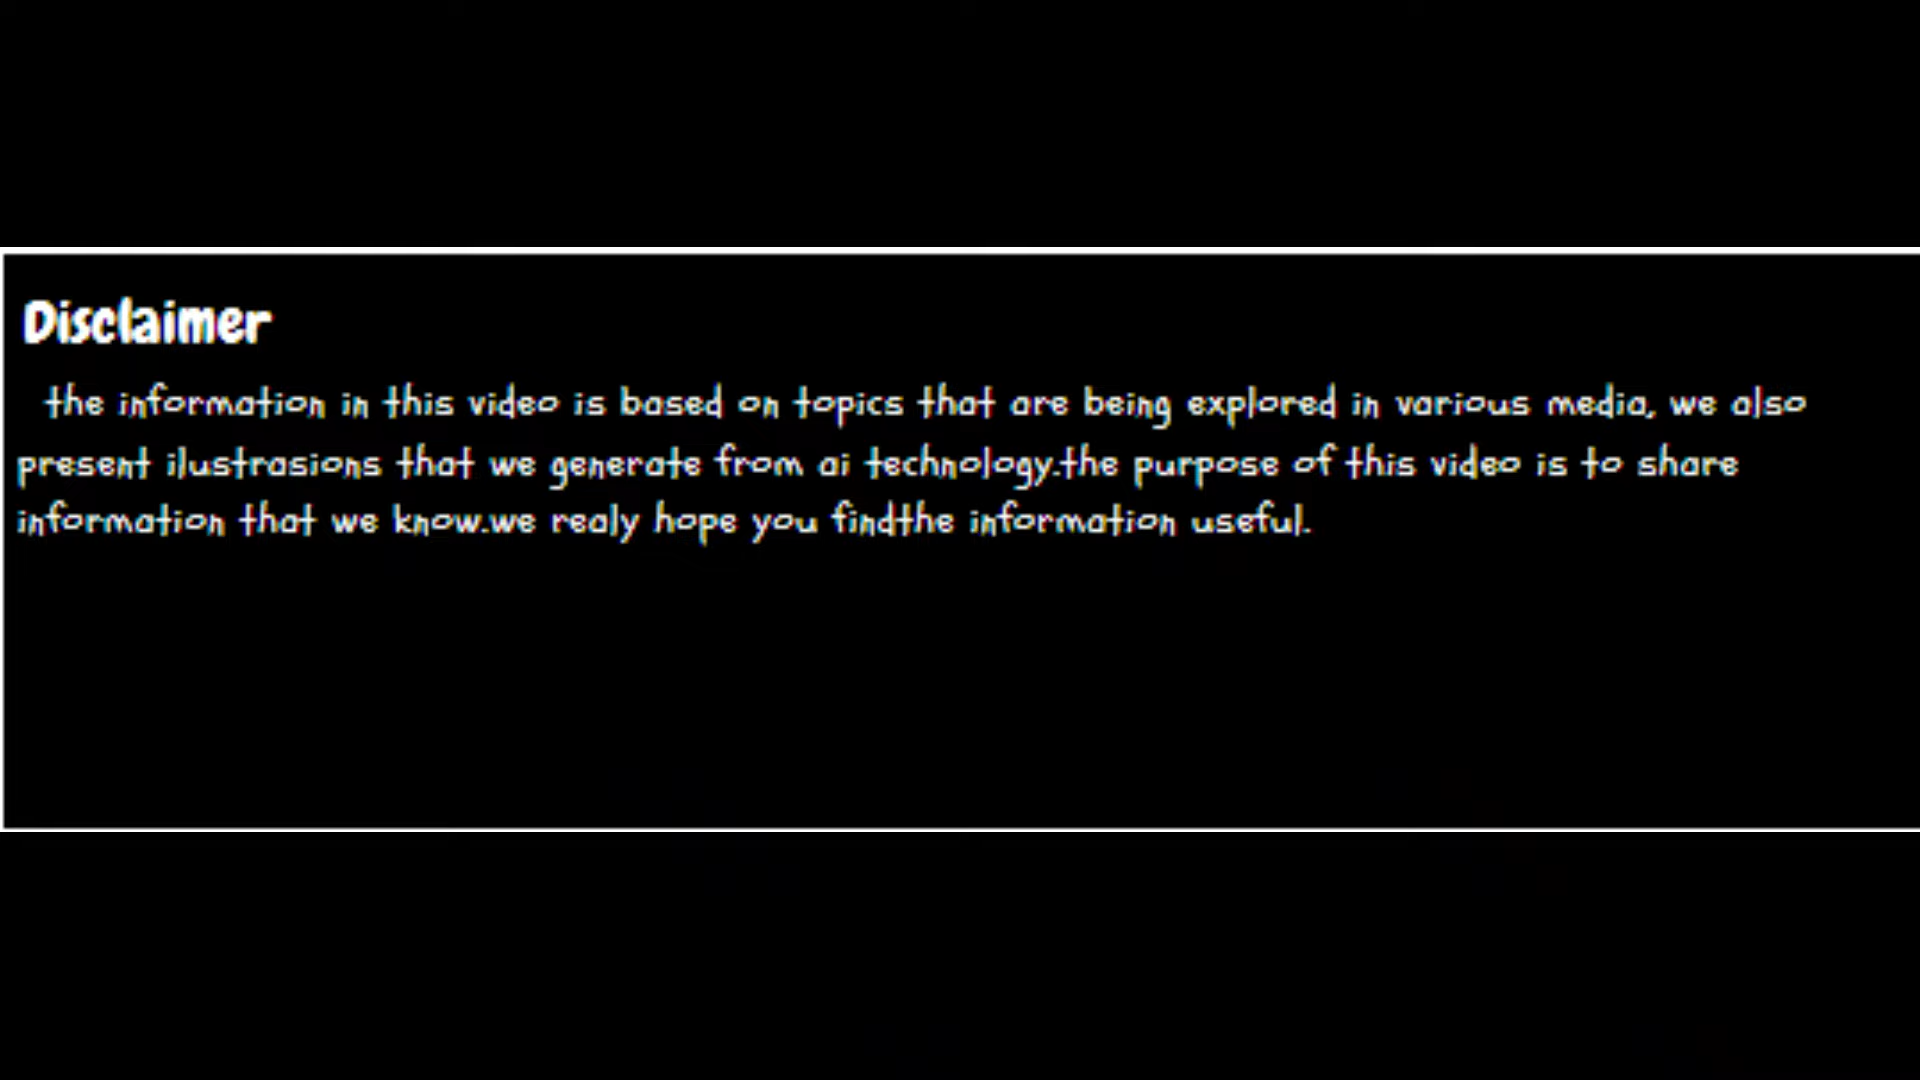 Disclaimer
the information in this video is based on topics that are being explored in various media, we also
present ilustrasions that we generate from ai technology.the purpose of this video is to share
information that we know.we realy hope you findthe information useful.